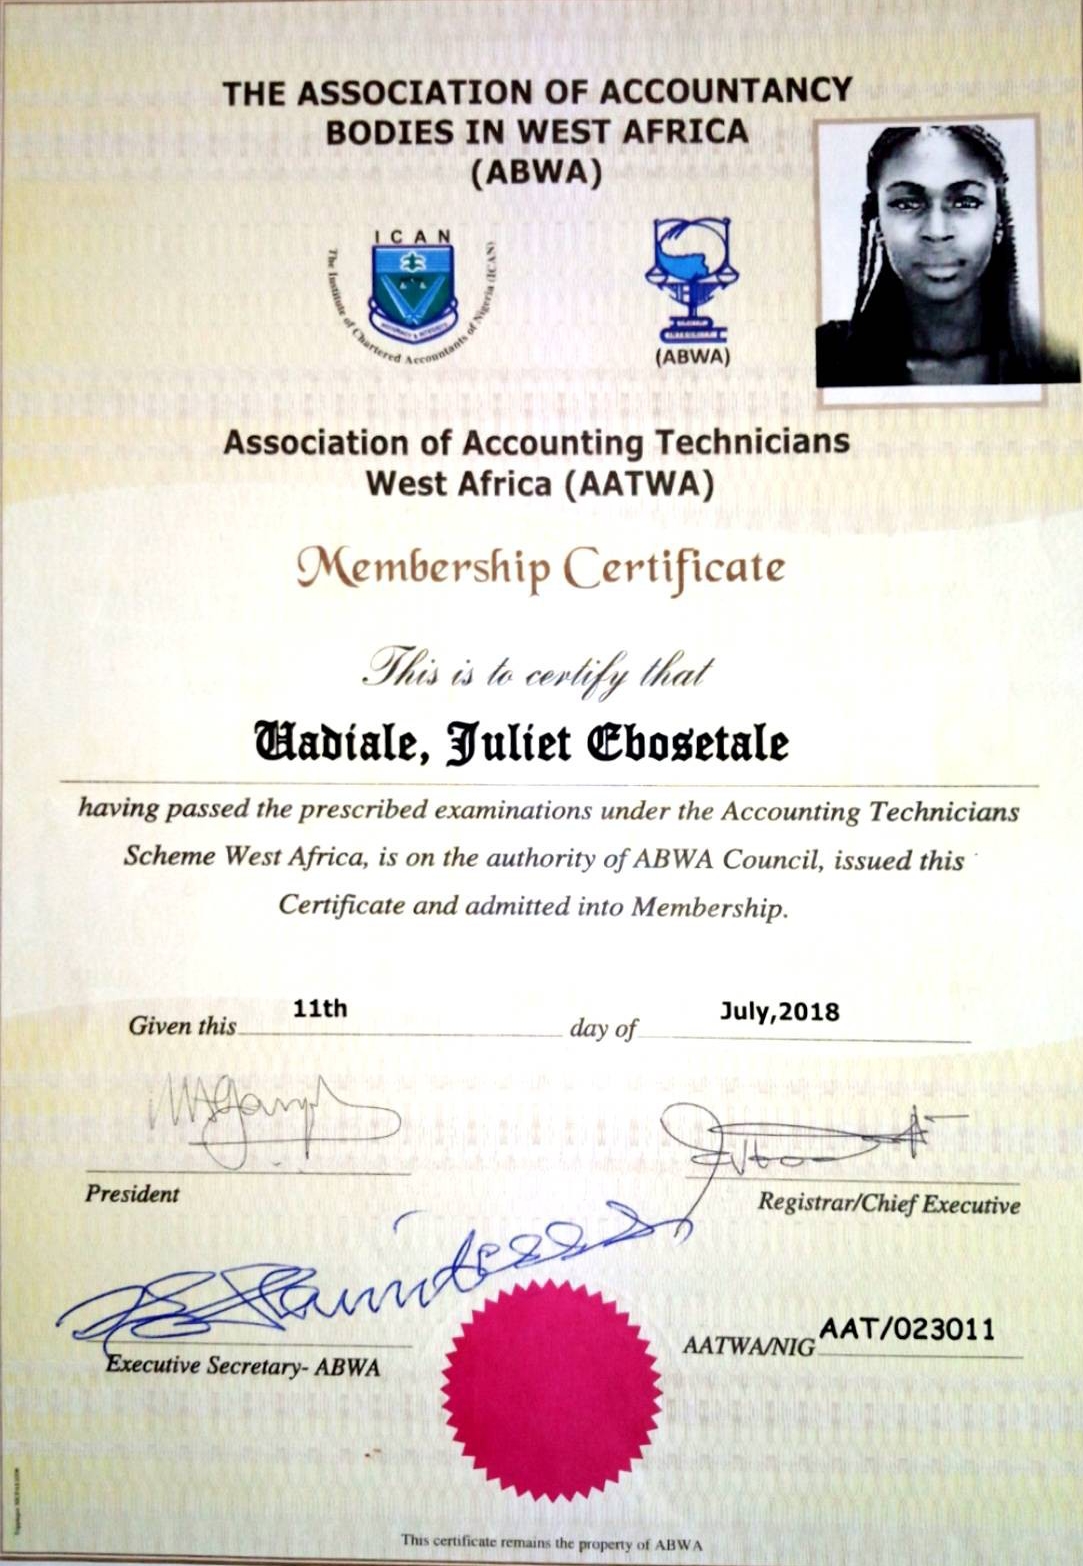 THE ASSOCIATION OF ACCOUNTANCY
BODIES IN WEST AFRICA
(ABWA)
I C A N
The Institute of Chartered Accountants of Nigeria (ICAN)
ACCURACY & INTEGRITY
(ABWA)
Association of Accounting Technicians
West Africa (AATWA)
Membership Certificate
This is to certify that
Uadiale, Juliet Ebosetale
having passed the prescribed examinations under the Accounting Technicians
Scheme West Africa, is on the authority of ABWA Council, issued this
Certificate and admitted into Membership.
Given this 11th day of July,2018
President
Registrar/Chief Executive
Executive Secretary- ABWA
AATWA/NIG AAT/023011
This certificate remains the property of ABWA